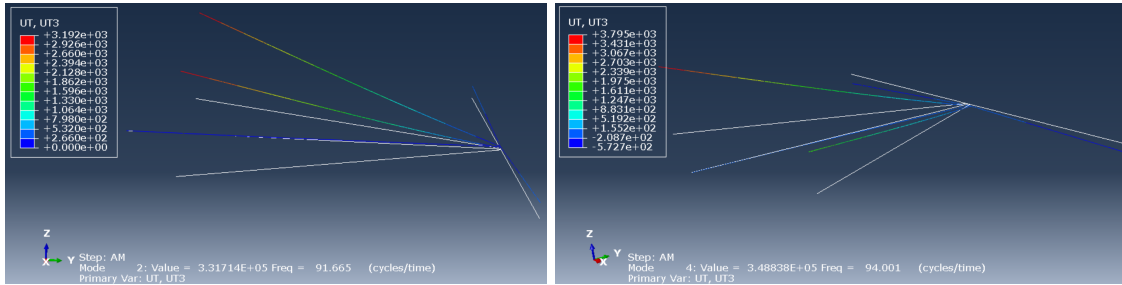 UT, UT3
+3.192e+03
+2.926e+03
+2.660e+03
+2.394e+03
+2.128e+03
+1.862e+03
+1.596e+03
+1.330e+03
+1.064e+03
+7.980e+02
+5.320e+02
+2.660e+02
+0.000e+00
Z
Y
X
Step: AM
Mode 2: Value = 3.31714E+05 Freq = 91.665 (cycles/time)
Primary Var: UT, UT3
UT, UT3
+3.795e+03
+3.431e+03
+3.067e+03
+2.703e+03
+2.339e+03
+1.975e+03
+1.611e+03
+1.247e+03
+8.831e+02
+5.192e+02
+1.552e+02
-2.087e+02
-5.727e+02
Z
Y
X
Step: AM
Mode 4: Value = 3.48838E+05 Freq = 94.001 (cycles/time)
Primary Var: UT, UT3